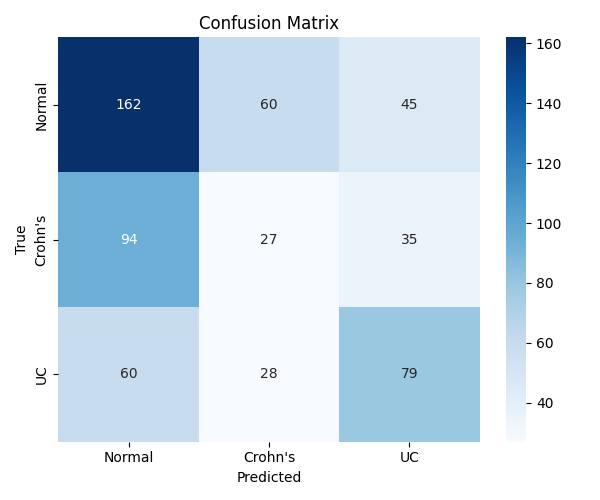 Confusion Matrix
True
Normal
162 60 45
Crohn's
94 27 35
UC
60 28 79
Normal Crohn's UC
Predicted
160
140
120
100
80
60
40